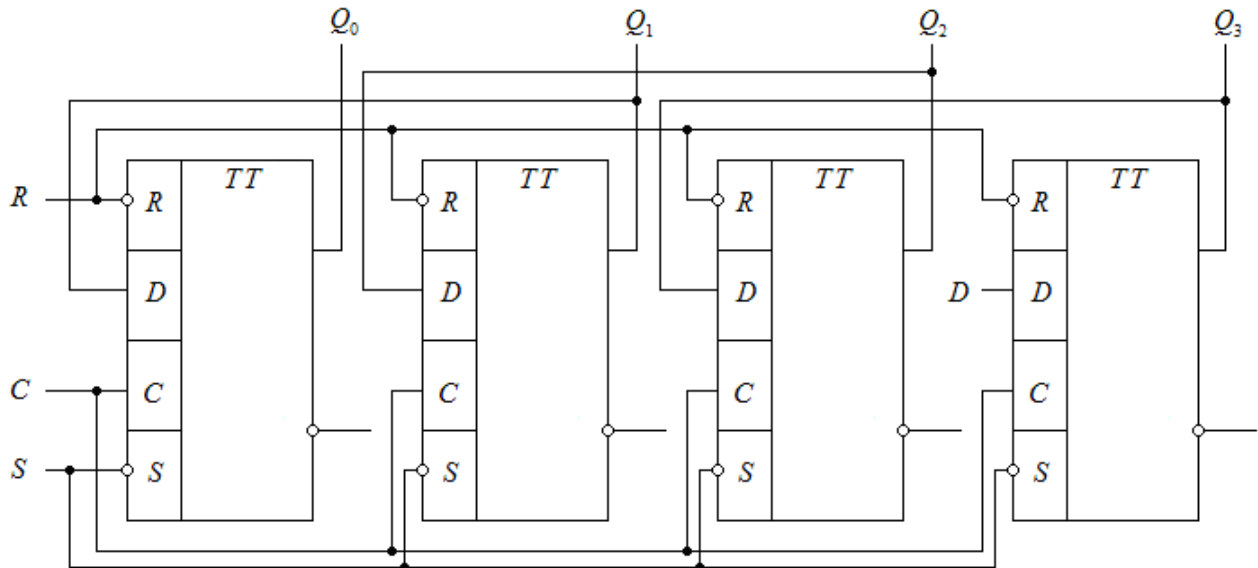 Q₀ Q₁ Q₂ Q₃
TT TT TT TT
R R R R R
D D D D D
C C C C C
S S S S S